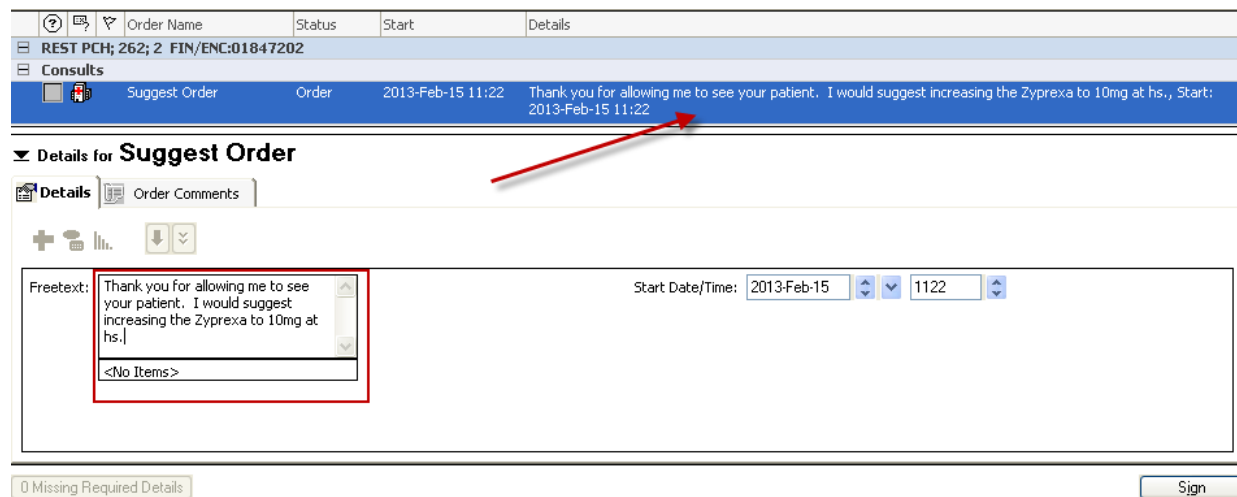 Order Name Status Start Details
REST PCH; 262; 2 FIN/ENC:01847202
Consults
Suggest Order Order 2013-Feb-15 11:22 Thank you for allowing me to see your patient. I would suggest increasing the Zyprexa to 10mg at hs., Start:
2013-Feb-15 11:22
Details for Suggest Order
Details Order Comments
Freetext: Thank you for allowing me to see Start Date/Time: 2013-Feb-15 1122
your patient. I would suggest
increasing the Zyprexa to 10mg at
hs.
<No Items>
0 Missing Required Details Sign